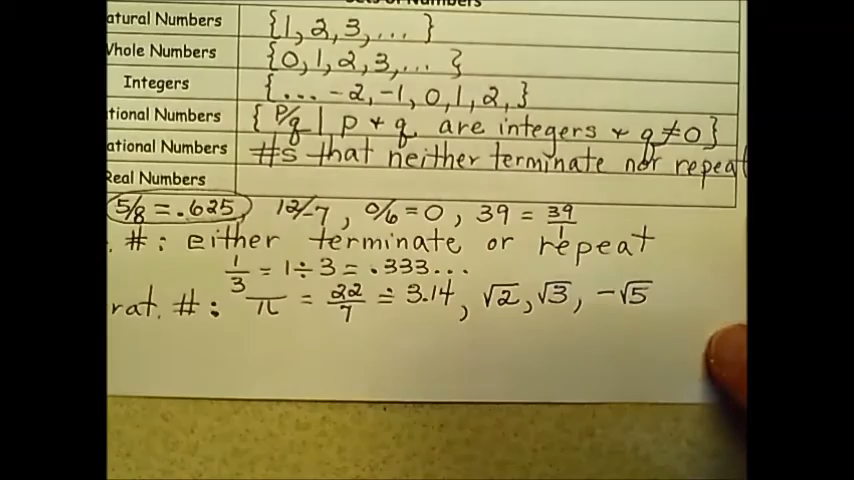 Sets of Numbers
atural Numbers {1, 2, 3, ... }
Whole Numbers {0, 1, 2, 3, ... }
Integers {... -2, -1, 0, 1, 2, }
tional Numbers { P/q | p + q are integers + q ≠ 0 }
ational Numbers #s that neither terminate nor repeat
Real Numbers
5/8 = .625, 12/-7, 0/6 = 0, 39 = 39/1
. #: either terminate or repeat
1/3 = 1 ÷ 3 = .333...
rat. #: π = 22/7 ≐ 3.14, √2, √3, -√5